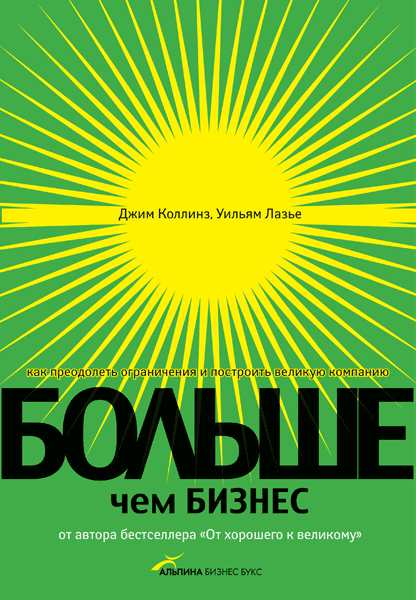 Джим Коллинз, Уильям Лазье
как преодолеть ограничения и построить великую компанию
БОЛЬШЕ
чем БИЗНЕС
от автора бестселлера «От хорошего к великому»
АЛЬПИНА БИЗНЕС БУКС